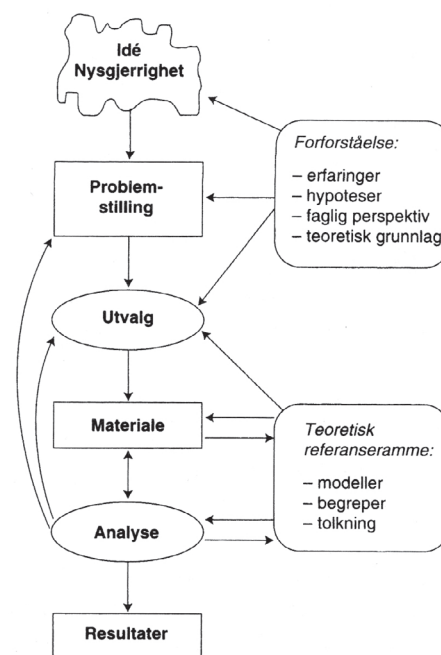 Idé
Nysgjerrighet
Forforståelse:
– erfaringer
– hypoteser
– faglig perspektiv
– teoretisk grunnlag
Problem-
stilling
Utvalg
Materiale
Teoretisk
referanseramme:
– modeller
– begreper
– tolkning
Analyse
Resultater